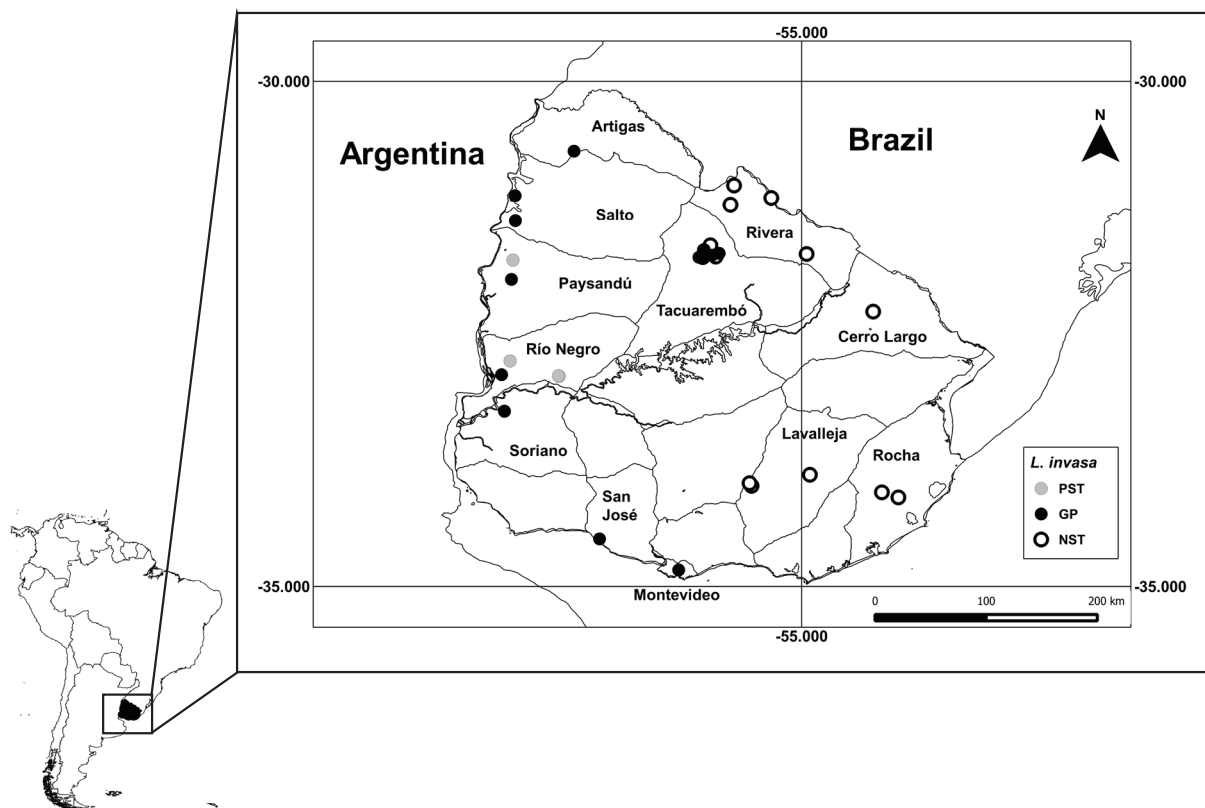 -55.000
-30.000
-30.000
N
Artigas
Argentina
Brazil
Salto
Rivera
Paysandú
Tacuarembó
Río Negro
Cerro Largo
Lavalleja
Soriano
Rocha
L. invasa
PST
San
José
GP
NST
-35.000
-35.000
Montevideo
0 100 200 km
-55.000